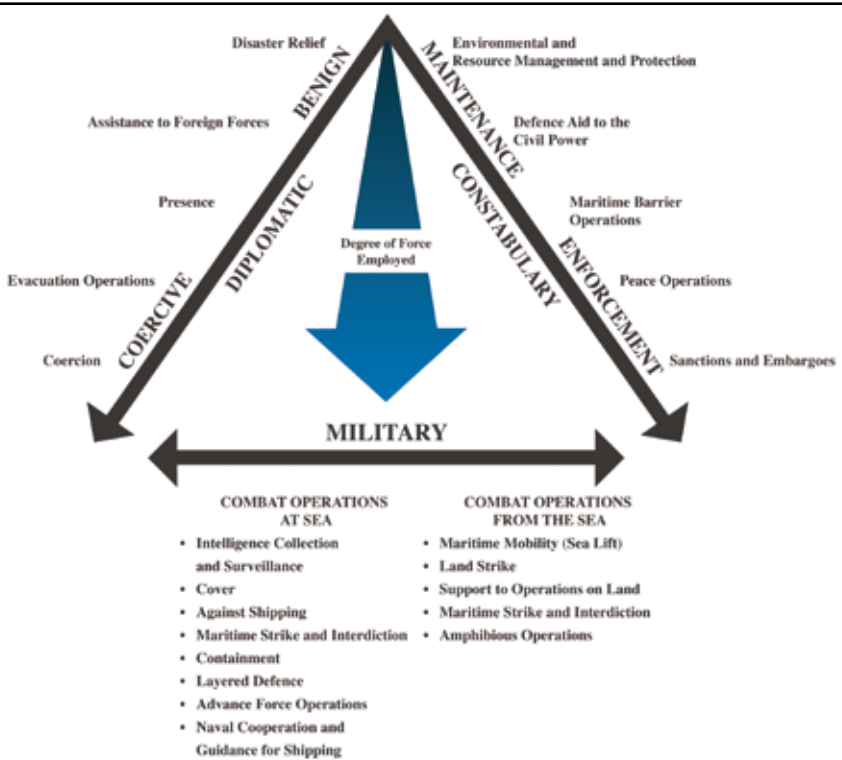 Disaster Relief
Assistance to Foreign Forces
Presence
Evacuation Operations
Coercion
BENIGN
DIPLOMATIC
COERCIVE
Degree of Force
Employed
MAINTENANCE
CONSTABULARY
ENFORCEMENT
Environmental and
Resource Management and Protection
Defence Aid to the
Civil Power
Maritime Barrier
Operations
Peace Operations
Sanctions and Embargoes
MILITARY
COMBAT OPERATIONS
AT SEA
• Intelligence Collection
and Surveillance
• Cover
• Against Shipping
• Maritime Strike and Interdiction
• Containment
• Layered Defence
• Advance Force Operations
• Naval Cooperation and
Guidance for Shipping
COMBAT OPERATIONS
FROM THE SEA
• Maritime Mobility (Sea Lift)
• Land Strike
• Support to Operations on Land
• Maritime Strike and Interdiction
• Amphibious Operations